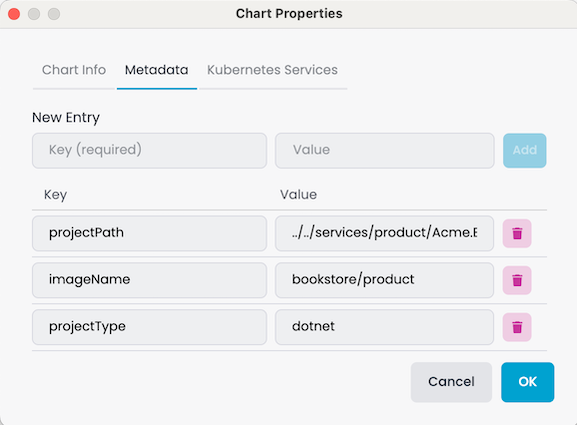 Chart Properties
Chart Info Metadata Kubernetes Services
New Entry
Key (required) Value Add
Key Value
projectPath ../../services/product/Acme.
imageName bookstore/product
projectType dotnet
Cancel OK